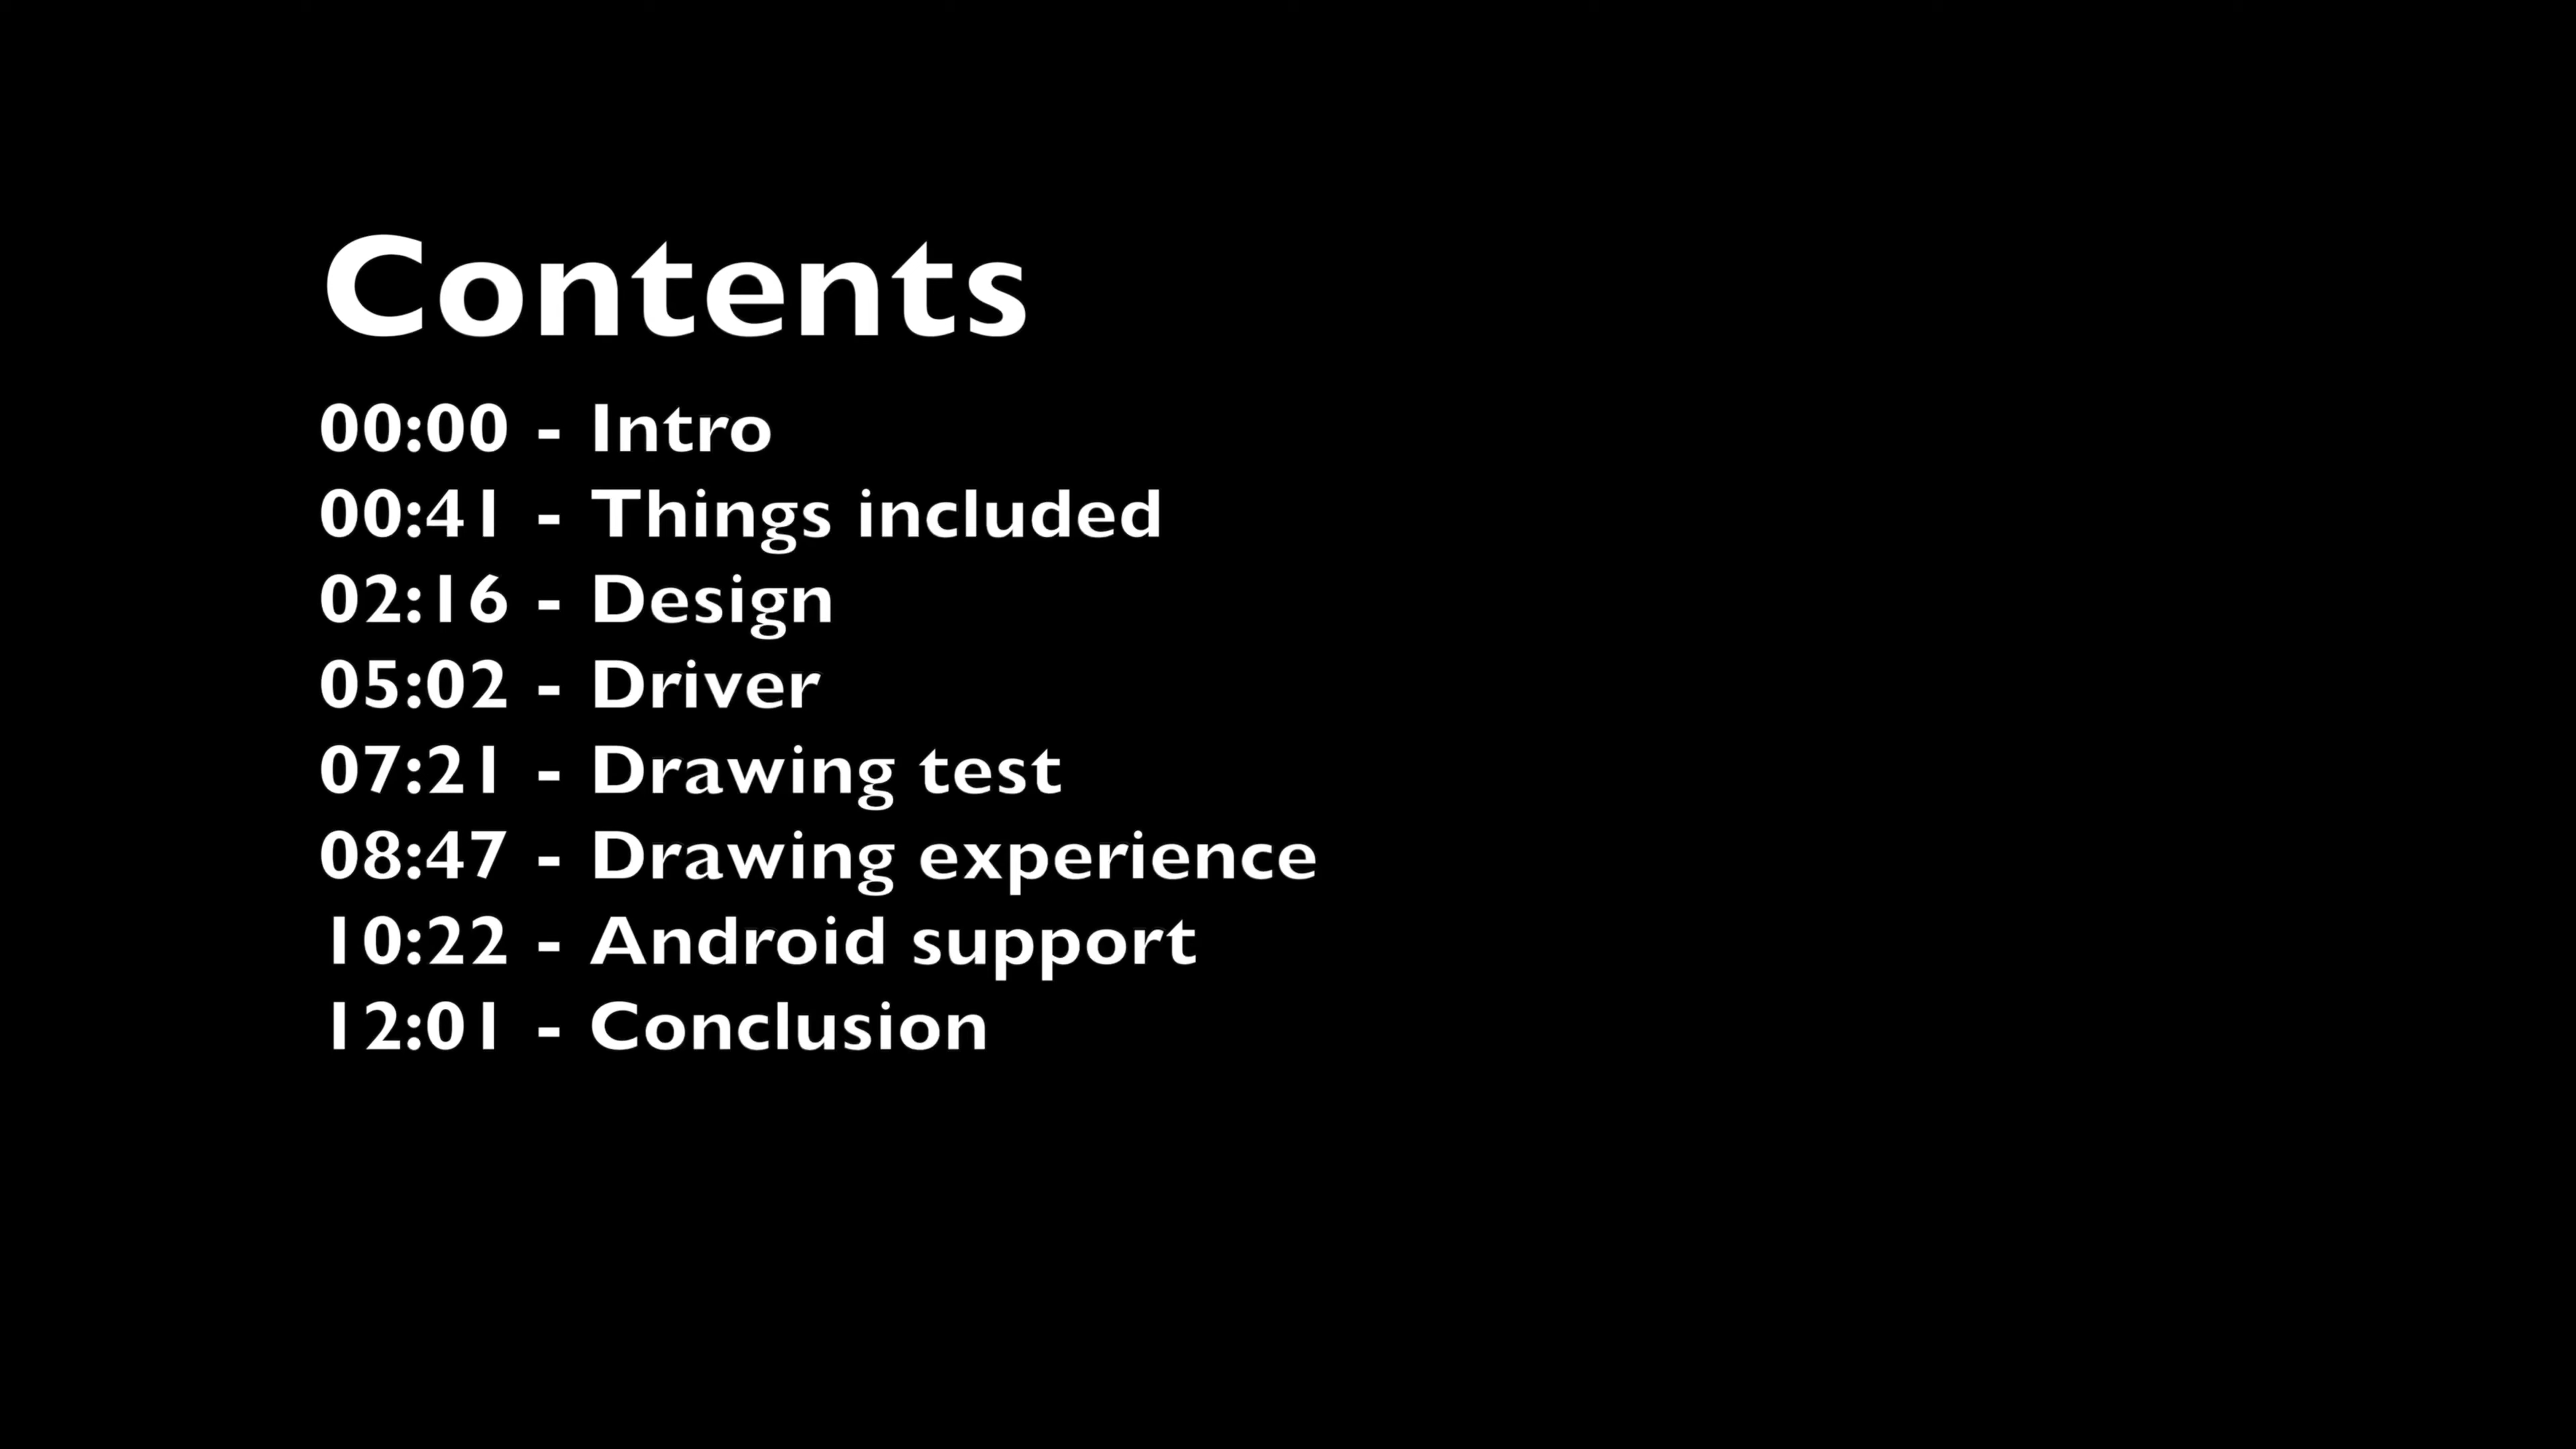 Contents
00:00 - Intro
00:41 - Things included
02:16 - Design
05:02 - Driver
07:21 - Drawing test
08:47 - Drawing experience
10:22 - Android support
12:01 - Conclusion